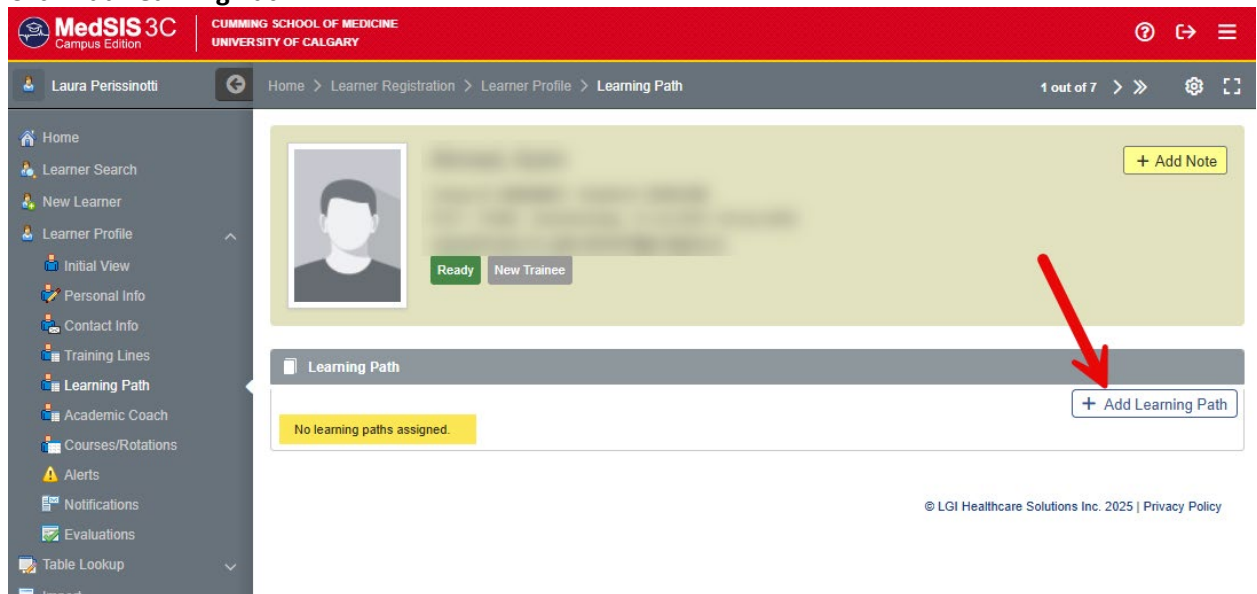 MedSIS 3C
Campus Edition
CUMMING SCHOOL OF MEDICINE
UNIVERSITY OF CALGARY
Laura Perissinotti
Home > Learner Registration > Learner Profile > Learning Path
1 out of 7
Home
Learner Search
New Learner
Learner Profile
Initial View
Personal Info
Contact Info
Training Lines
Learning Path
Academic Coach
Courses/Rotations
Alerts
Notifications
Evaluations
Table Lookup
+ Add Note
Ready
New Trainee
Learning Path
+ Add Learning Path
No learning paths assigned.
© LGI Healthcare Solutions Inc. 2025 | Privacy Policy